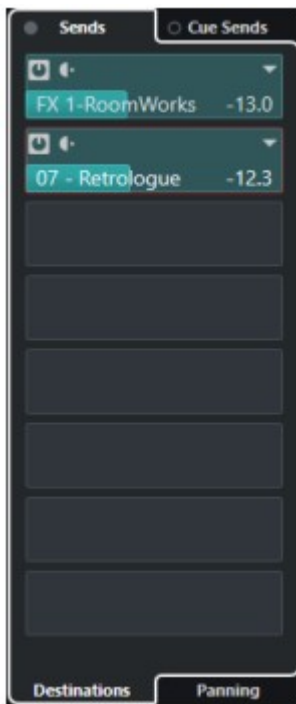 Sends Cue Sends
FX 1-RoomWorks -13.0
07 - Retrologue -12.3
Destinations Panning